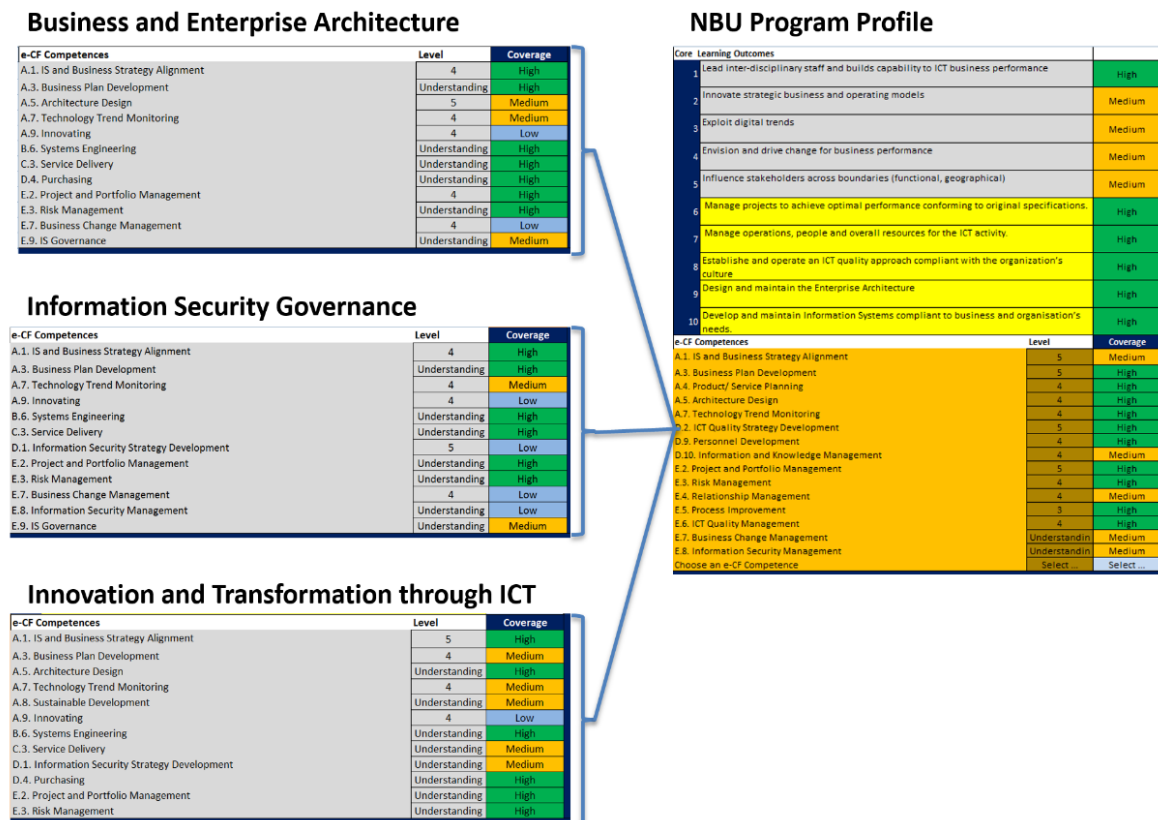 Business and Enterprise Architecture
e-CF Competences Level Coverage
A.1. IS and Business Strategy Alignment 4 High
A.3. Business Plan Development Understanding High
A.5. Architecture Design 5 Medium
A.7. Technology Trend Monitoring 4 Medium
A.9. Innovating 4 Low
B.6. Systems Engineering Understanding High
C.3. Service Delivery Understanding High
D.4. Purchasing Understanding High
E.2. Project and Portfolio Management 4 High
E.3. Risk Management Understanding High
E.7. Business Change Management 4 Low
E.9. IS Governance Understanding Medium
Information Security Governance
e-CF Competences Level Coverage
A.1. IS and Business Strategy Alignment 4 High
A.3. Business Plan Development Understanding High
A.7. Technology Trend Monitoring 4 Medium
A.9. Innovating 4 Low
B.6. Systems Engineering Understanding High
C.3. Service Delivery Understanding High
D.1. Information Security Strategy Development 5 Low
E.2. Project and Portfolio Management Understanding High
E.3. Risk Management Understanding High
E.7. Business Change Management 4 Low
E.8. Information Security Management Understanding Low
E.9. IS Governance Understanding Medium
Innovation and Transformation through ICT
e-CF Competences Level Coverage
A.1. IS and Business Strategy Alignment 5 High
A.3. Business Plan Development 4 Medium
A.5. Architecture Design Understanding High
A.7. Technology Trend Monitoring 4 Medium
A.8. Sustainable Development Understanding Medium
A.9. Innovating 4 Low
B.6. Systems Engineering Understanding High
C.3. Service Delivery Understanding Medium
D.1. Information Security Strategy Development Understanding Medium
D.4. Purchasing Understanding High
E.2. Project and Portfolio Management Understanding High
E.3. Risk Management Understanding High
NBU Program Profile
Core Learning Outcomes
1 Lead inter-disciplinary staff and builds capability to ICT business performance High
2 Innovate strategic business and operating models Medium
3 Exploit digital trends Medium
4 Envision and drive change for business performance Medium
5 Influence stakeholders across boundaries (functional, geographical) Medium
6 Manage projects to achieve optimal performance conforming to original specifications. High
7 Manage operations, people and overall resources for the ICT activity. High
8 Establishe and operate an ICT quality approach compliant with the organization's
culture High
9 Design and maintain the Enterprise Architecture High
10 Develop and maintain Information Systems compliant to business and organisation's
needs. High
e-CF Competences Level Coverage
A.1. IS and Business Strategy Alignment 5 Medium
A.3. Business Plan Development 5 High
A.4. Product/ Service Planning 4 High
A.5. Architecture Design 4 High
A.7. Technology Trend Monitoring 4 High
D.2. ICT Quality Strategy Development 5 High
D.9. Personnel Development 4 High
D.10. Information and Knowledge Management 4 Medium
E.2. Project and Portfolio Management 5 High
E.3. Risk Management 4 High
E.4. Relationship Management 4 Medium
E.5. Process Improvement 3 High
E.6. ICT Quality Management 4 High
E.7. Business Change Management Understandin Medium
E.8. Information Security Management Understandin Medium
Choose an e-CF Competence Select ... Select ...